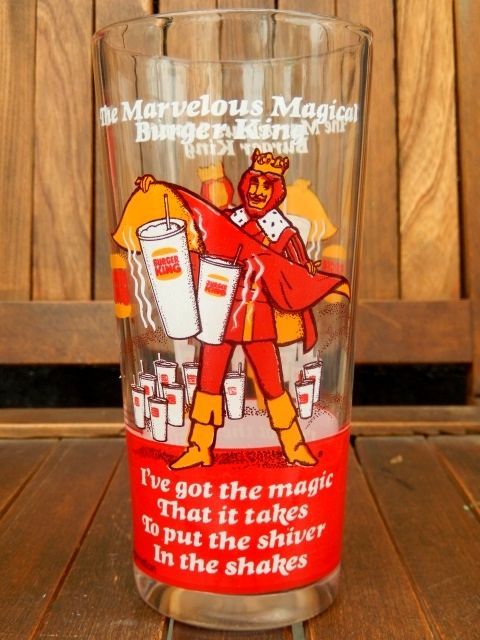 The Marvelous Magical
Burger King
BURGER
KING
BURGER
KING
I've got the magic
That it takes
To put the shiver
In the shakes